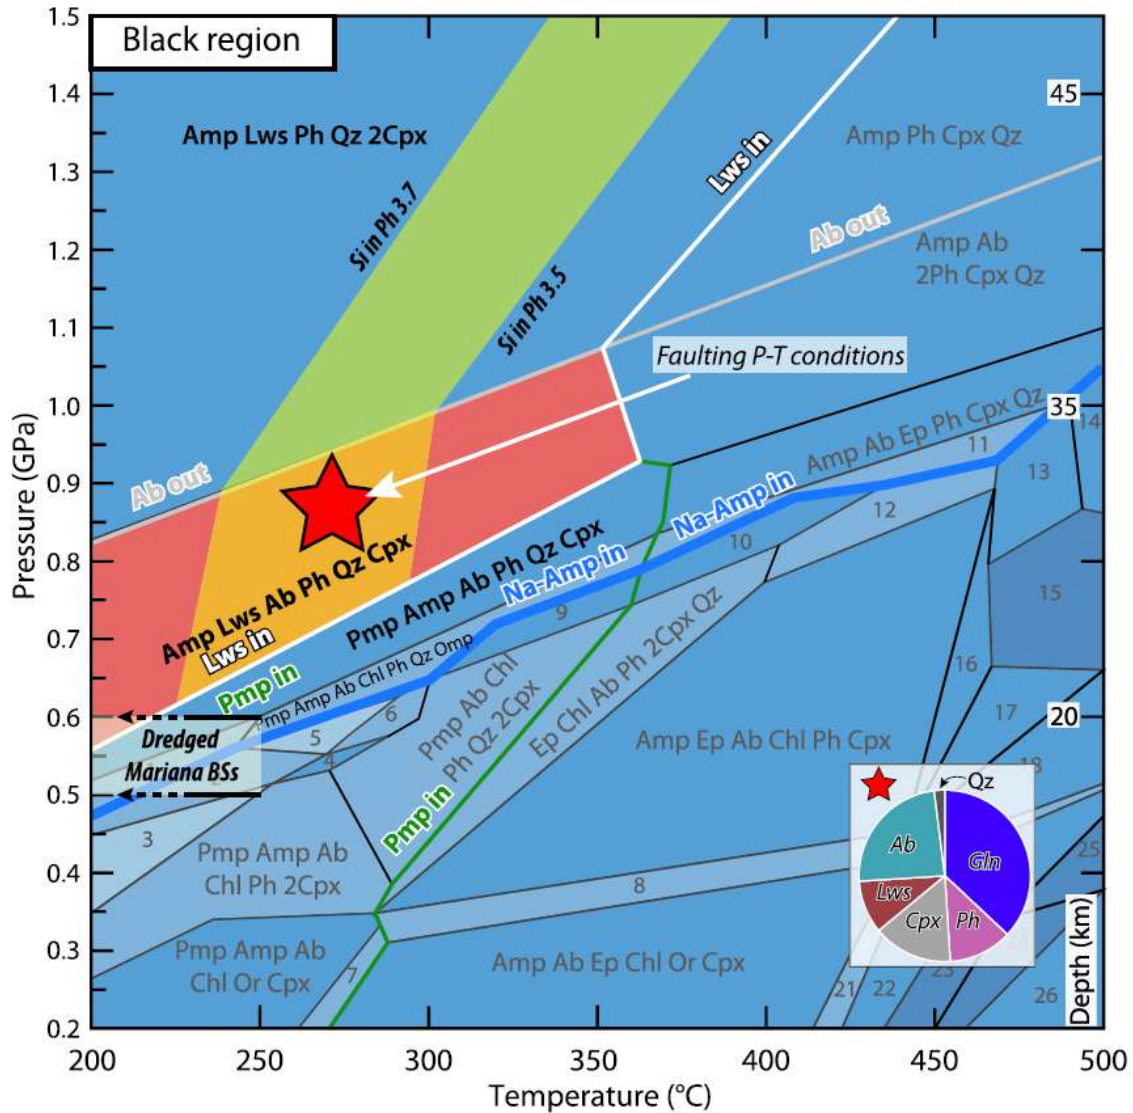 Black region
1.5
1.4
1.3
1.2
1.1
1.0
0.9
0.8
0.7
0.6
0.5
0.4
0.3
0.2
Pressure (GPa)
200
250
300
350
400
450
500
Temperature (°C)
45
35
20
Depth (km)
Amp Lws Ph Qz 2Cpx
Si in Ph 3.7
Si in Ph 3.5
Lws in
Amp Ph Cpx Qz
Ab out
Amp Ab
2Ph Cpx Qz
Faulting P-T conditions
Ab out
Amp Lws Ab Ph Qz Cpx
Lws in
Pmp Amp Ab Ph Qz Cpx
Na-Amp in
Na-Amp in
Amp Ab Ep Ph Cpx Qz
11
14
13
12
10
9
15
16
17
18
Pmp in
Pmp Amp Ab Chl Ph Qz Omp
6
5
4
Dredged
Mariana BSs
3
Pmp Ab Chl
Ph Qz 2Cpx
Ep Chl Ab Ph 2Cpx Qz
Pmp in
Amp Ep Ab Chl Ph Cpx
Pmp Amp Ab
Chl Ph 2Cpx
8
Pmp Amp Ab
Chl Or Cpx
7
Amp Ab Ep Chl Or Cpx
21
22
23
25
26
Qz
Ab
Gln
Lws
Cpx
Ph